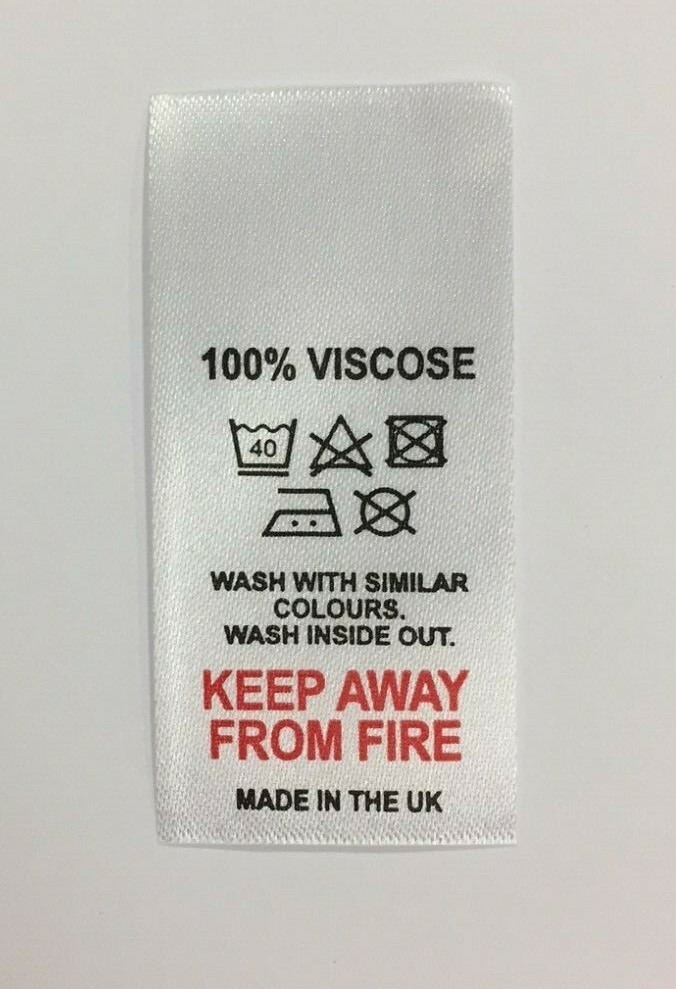 100% VISCOSE
40
WASH WITH SIMILAR
COLOURS.
WASH INSIDE OUT.
KEEP AWAY
FROM FIRE
MADE IN THE UK